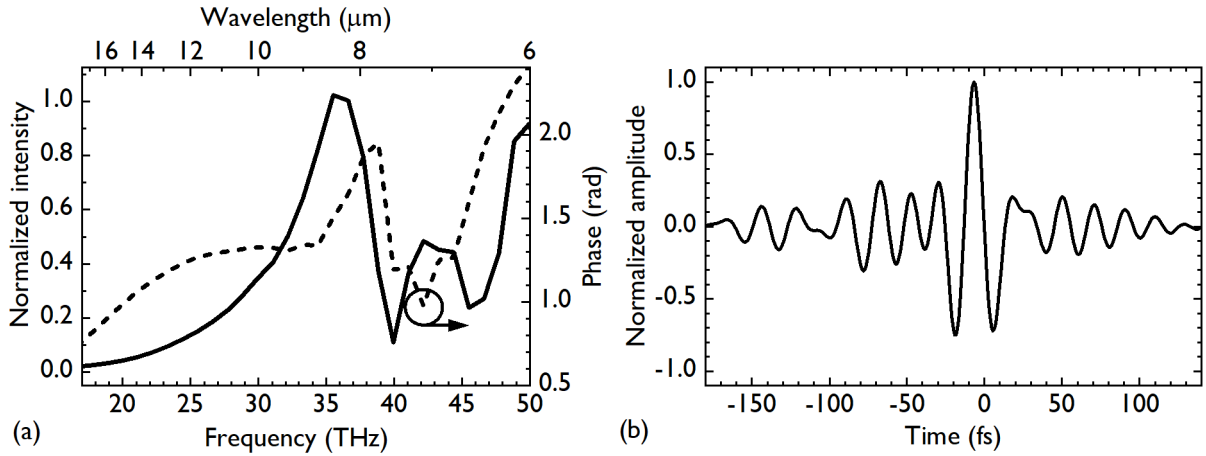 Wavelength (μm)
16 14 12 10 8 6
Normalized intensity
1.0
0.8
0.6
0.4
0.2
0.0
2.0
1.5
1.0
0.5
Phase (rad)
20 25 30 35 40 45 50
(a)
Frequency (THz)
Normalized amplitude
1.0
0.5
0.0
-0.5
-1.0
-150 -100 -50 0 50 100
(b)
Time (fs)